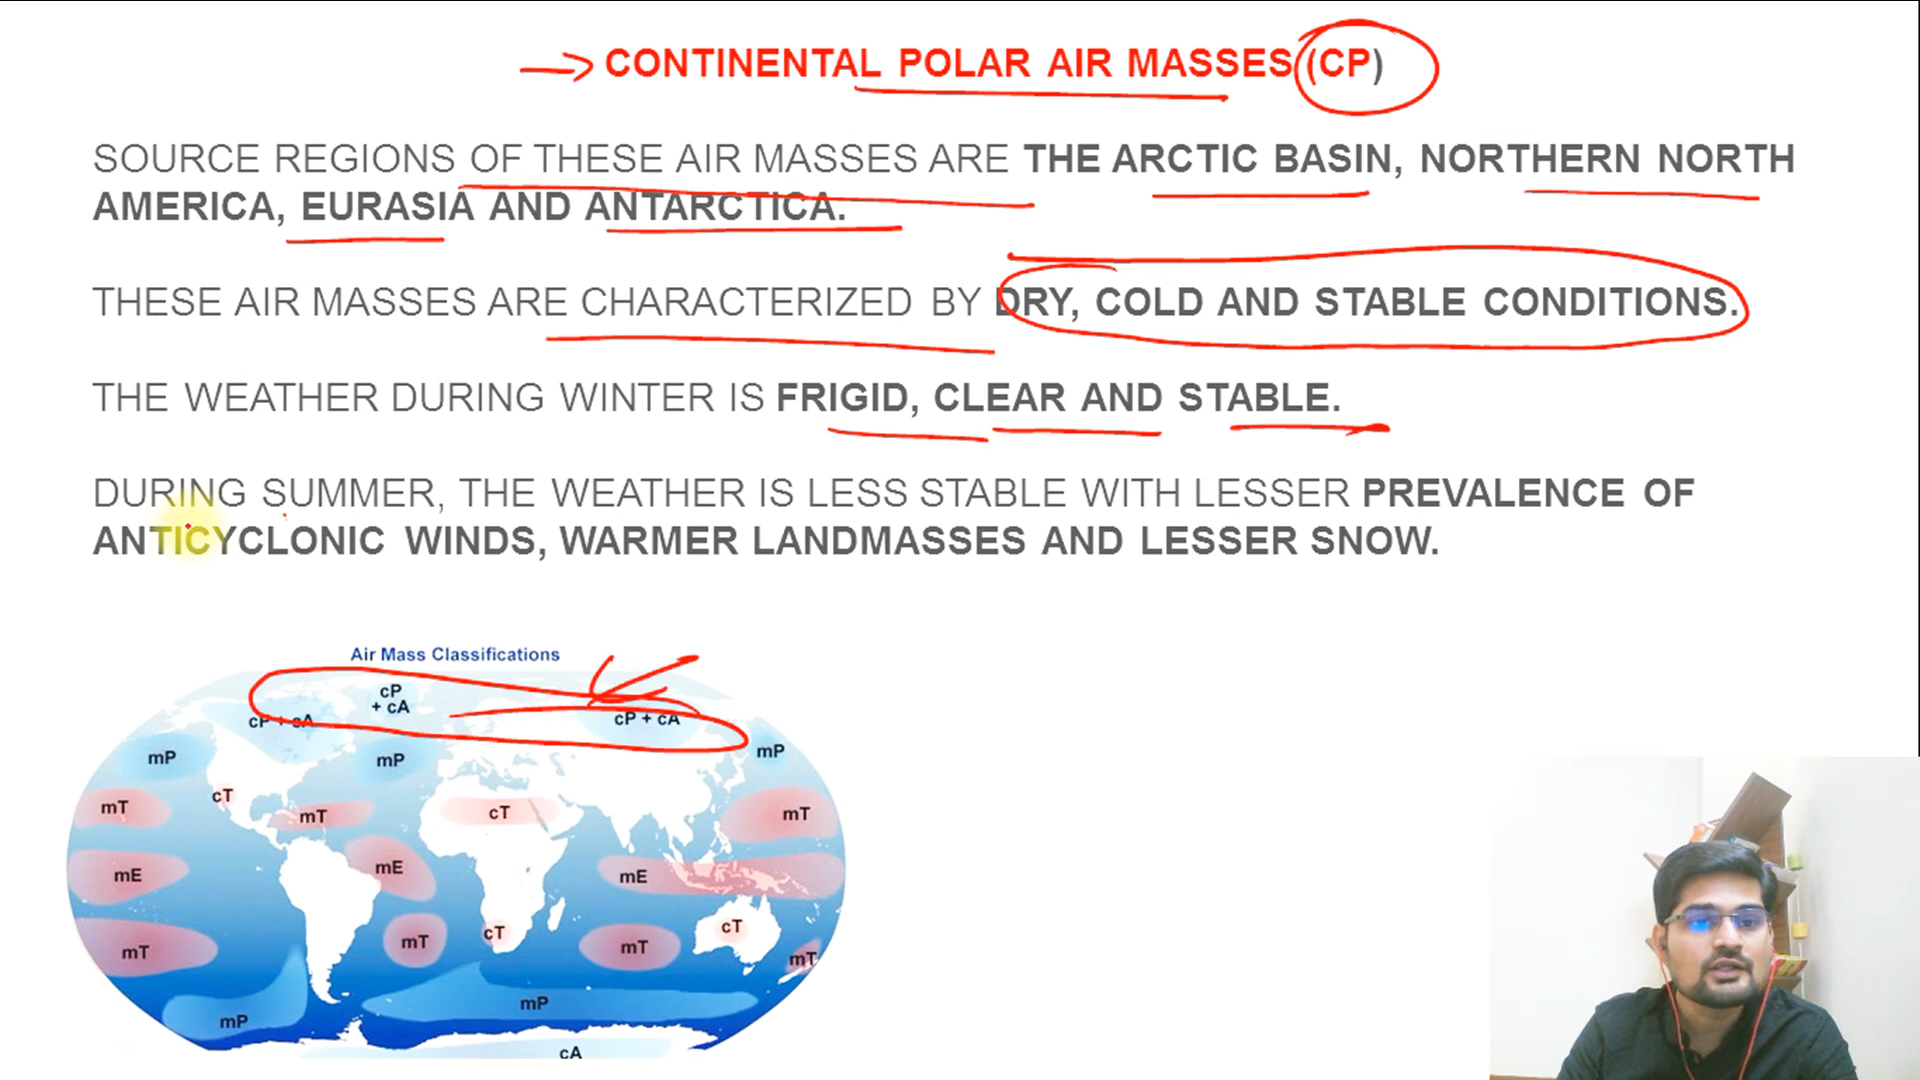 CONTINENTAL POLAR AIR MASSES (CP)
SOURCE REGIONS OF THESE AIR MASSES ARE THE ARCTIC BASIN, NORTHERN NORTH
AMERICA, EURASIA AND ANTARCTICA.
THESE AIR MASSES ARE CHARACTERIZED BY DRY, COLD AND STABLE CONDITIONS.
THE WEATHER DURING WINTER IS FRIGID, CLEAR AND STABLE.
DURING SUMMER, THE WEATHER IS LESS STABLE WITH LESSER PREVALENCE OF
ANTICYCLONIC WINDS, WARMER LANDMASSES AND LESSER SNOW.
Air Mass Classifications
cP
+ cA
cP + cA
cP + cA
mP
mP
mP
cT
mT
mT
cT
mT
mE
mE
mE
mT
mT
cT
mT
cT
mT
mP
mP
cA